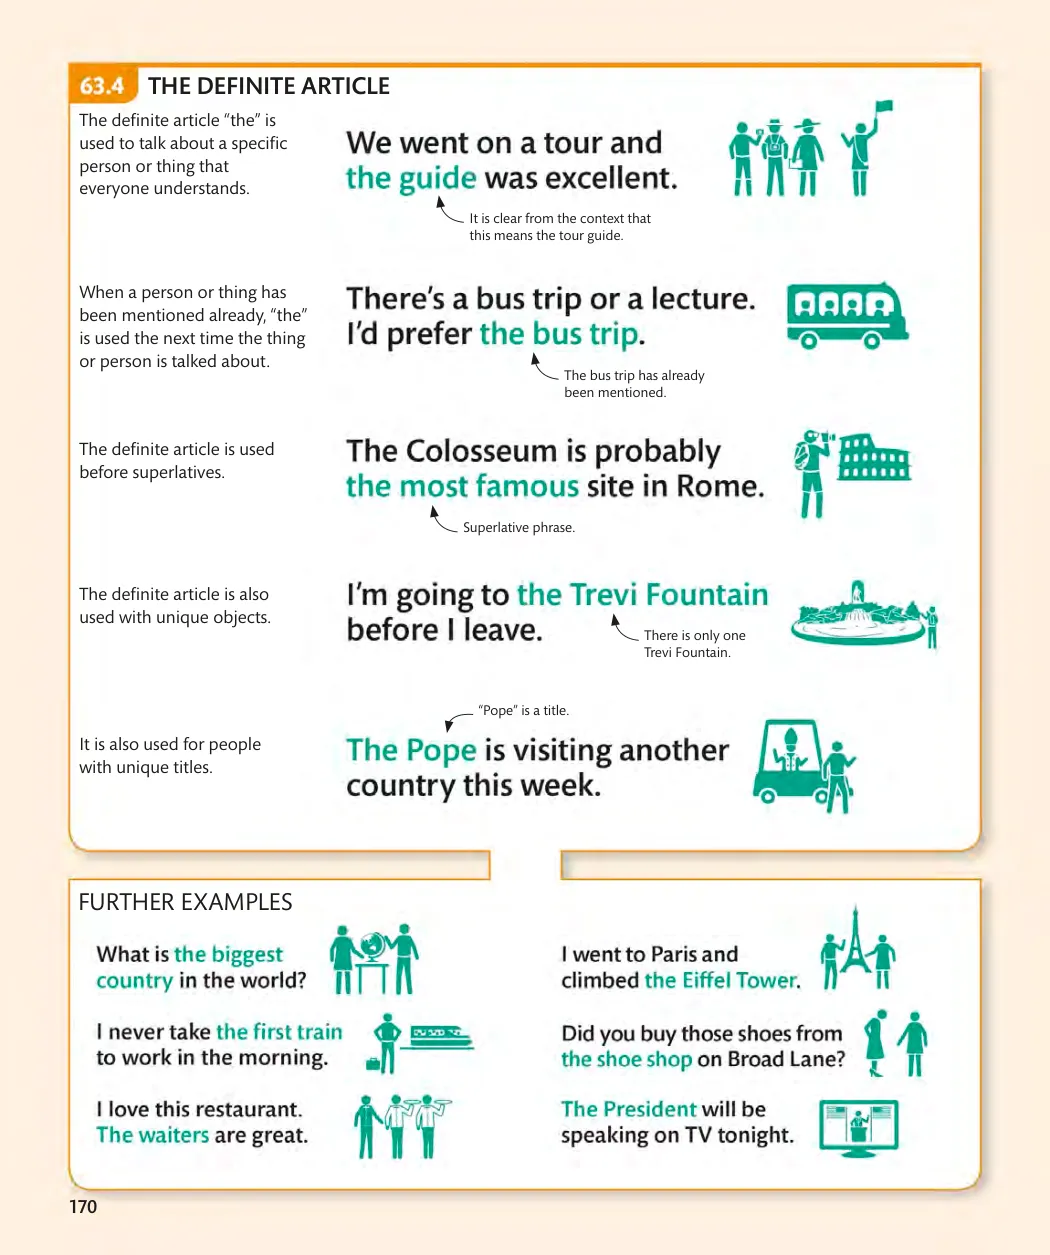 63.4 THE DEFINITE ARTICLE
The definite article “the” is
used to talk about a specific
person or thing that
everyone understands.
We went on a tour and
the guide was excellent.
It is clear from the context that
this means the tour guide.
When a person or thing has
been mentioned already, “the”
is used the next time the thing
or person is talked about.
There’s a bus trip or a lecture.
I’d prefer the bus trip.
The bus trip has already
been mentioned.
The definite article is used
before superlatives.
The Colosseum is probably
the most famous site in Rome.
Superlative phrase.
The definite article is also
used with unique objects.
I’m going to the Trevi Fountain
before I leave.
There is only one
Trevi Fountain.
It is also used for people
with unique titles.
“Pope” is a title.
The Pope is visiting another
country this week.
FURTHER EXAMPLES
What is the biggest
country in the world?
I never take the first train
to work in the morning.
I love this restaurant.
The waiters are great.
I went to Paris and
climbed the Eiffel Tower.
Did you buy those shoes from
the shoe shop on Broad Lane?
The President will be
speaking on TV tonight.
170